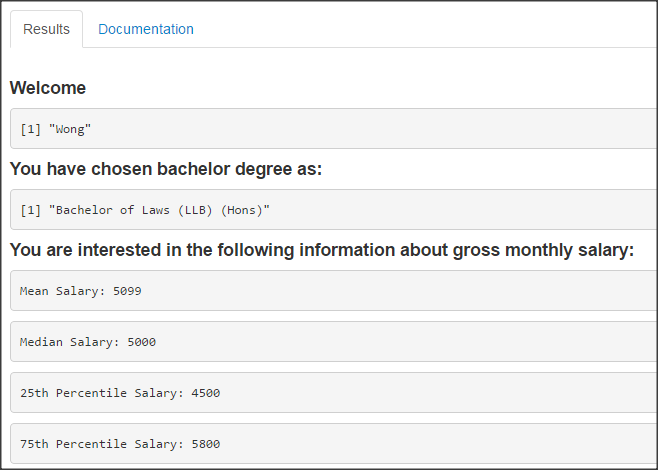 Results Documentation
Welcome
[1] "Wong"
You have chosen bachelor degree as:
[1] "Bachelor of Laws (LLB) (Hons)"
You are interested in the following information about gross monthly salary:
Mean Salary: 5099
Median Salary: 5000
25th Percentile Salary: 4500
75th Percentile Salary: 5800